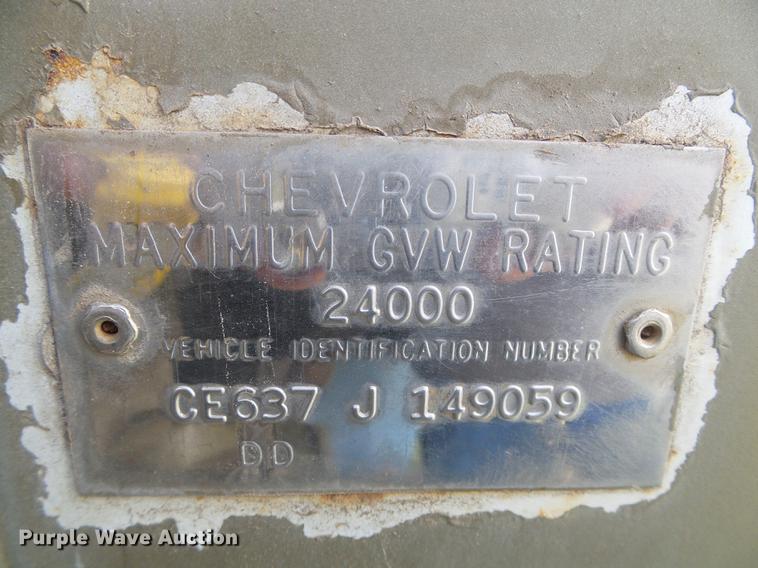 CHEVROLET
MAXIMUM GVW RATING
24000
VEHICLE IDENTIFICATION NUMBER
CE637 J 149059
DD
Purple Wave Auction